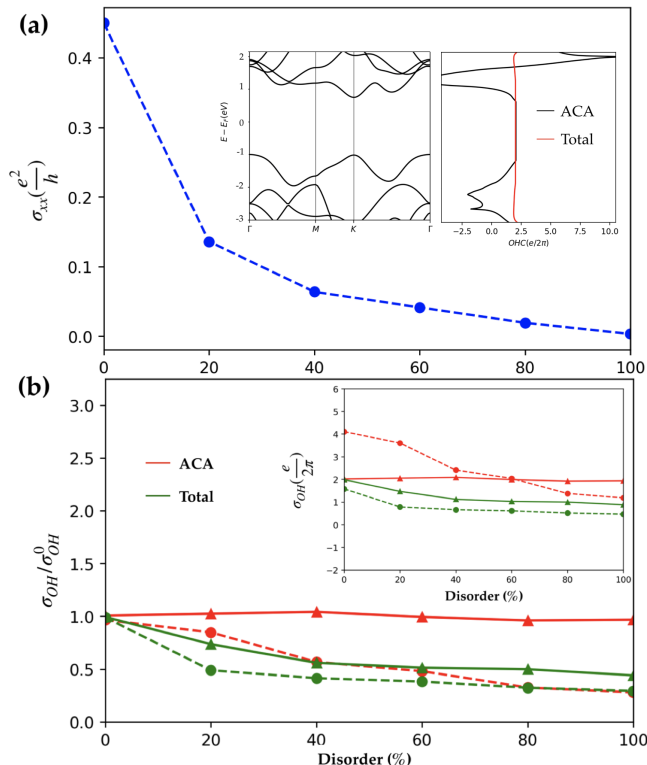 (a)
0.4
0.3
0.2
0.1
0.0
σxx(e²/h)
0 20 40 60 80 100
2
1
0
-1
-2
-3
E − EF(eV)
Γ M K Γ
ACA
Total
−2.5 0.0 2.5 5.0 7.5 10.0
OHC(e/2π)
(b)
3.0
2.5
2.0
1.5
1.0
0.5
0.0
σOH/σ⁰OH
ACA
Total
6
5
4
3
2
1
0
−1
−2
σOH(e/2π)
0 20 40 60 80 100
Disorder (%)
0 20 40 60 80 100
Disorder (%)